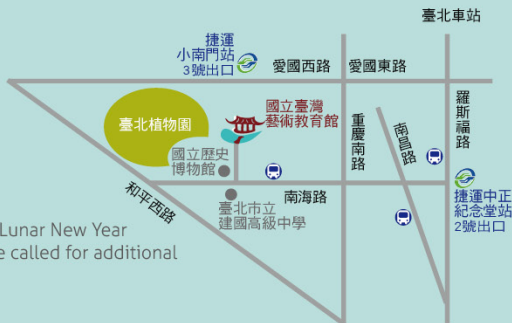 臺北車站
捷運
小南門站
3號出口
愛國西路
愛國東路
國立臺灣
藝術教育館
臺北植物園
重慶南路
南昌路
羅斯福路
國立歷史
博物館
南海路
和平西路
臺北市立
建國高級中學
捷運中正
紀念堂站
2號出口
Lunar New Year
e called for additional